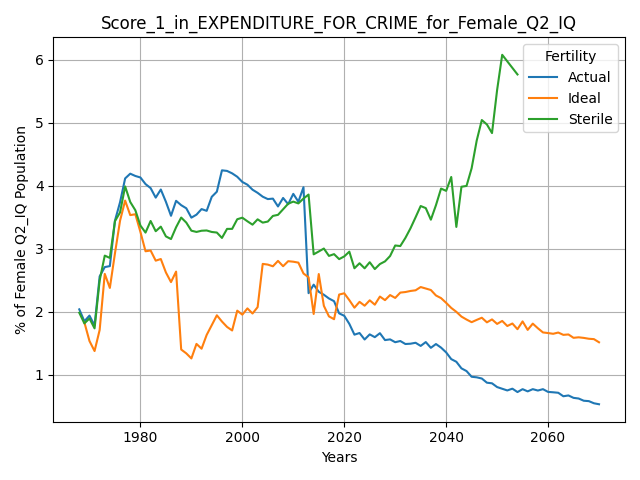 Score_1_in_EXPENDITURE_FOR_CRIME_for_Female_Q2_IQ
Fertility
Actual
Ideal
Sterile
% of Female Q2_IQ Population
6
5
4
3
2
1
1980 2000 2020 2040 2060
Years